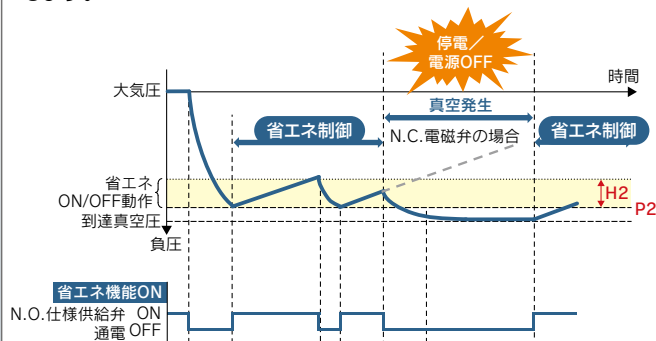 停電／
電源OFF
大気圧
時間
真空発生
省エネ制御
N.C.電磁弁の場合
省エネ制御
省エネ
ON/OFF動作
H2
P2
到達真空圧
負圧
省エネ機能ON
N.O.仕様供給弁 ON
通電 OFF